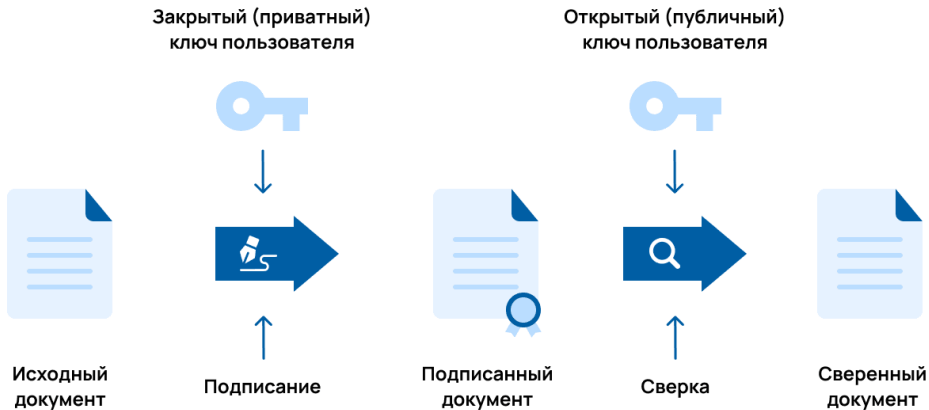 Закрытый (приватный)
ключ пользователя
Открытый (публичный)
ключ пользователя
Исходный
документ
Подписание
Подписанный
документ
Сверка
Сверенный
документ